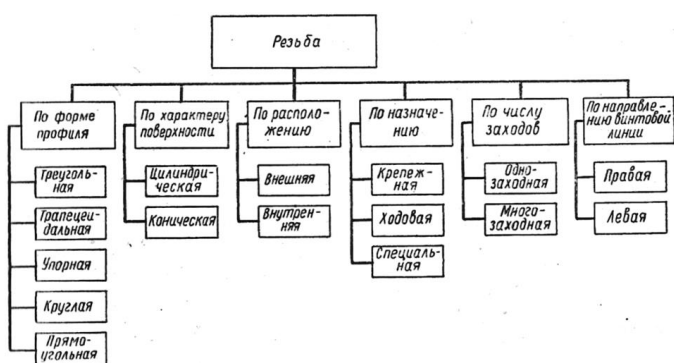 Резьба
По форме
профиля
Треуголь-
ная
Трапецеи-
дальная
Упорная
Круглая
Прямо-
угольная
По характеру
поверхности
Цилиндри-
ческая
Коническая
По располо-
жению
Внешняя
Внутрен-
няя
По назначе-
нию
Крепеж-
ная
Ходовая
Специаль-
ная
По числу
заходов
Одно-
заходная
Много-
заходная
По направле-
нию винтовой
линии
Правая
Левая